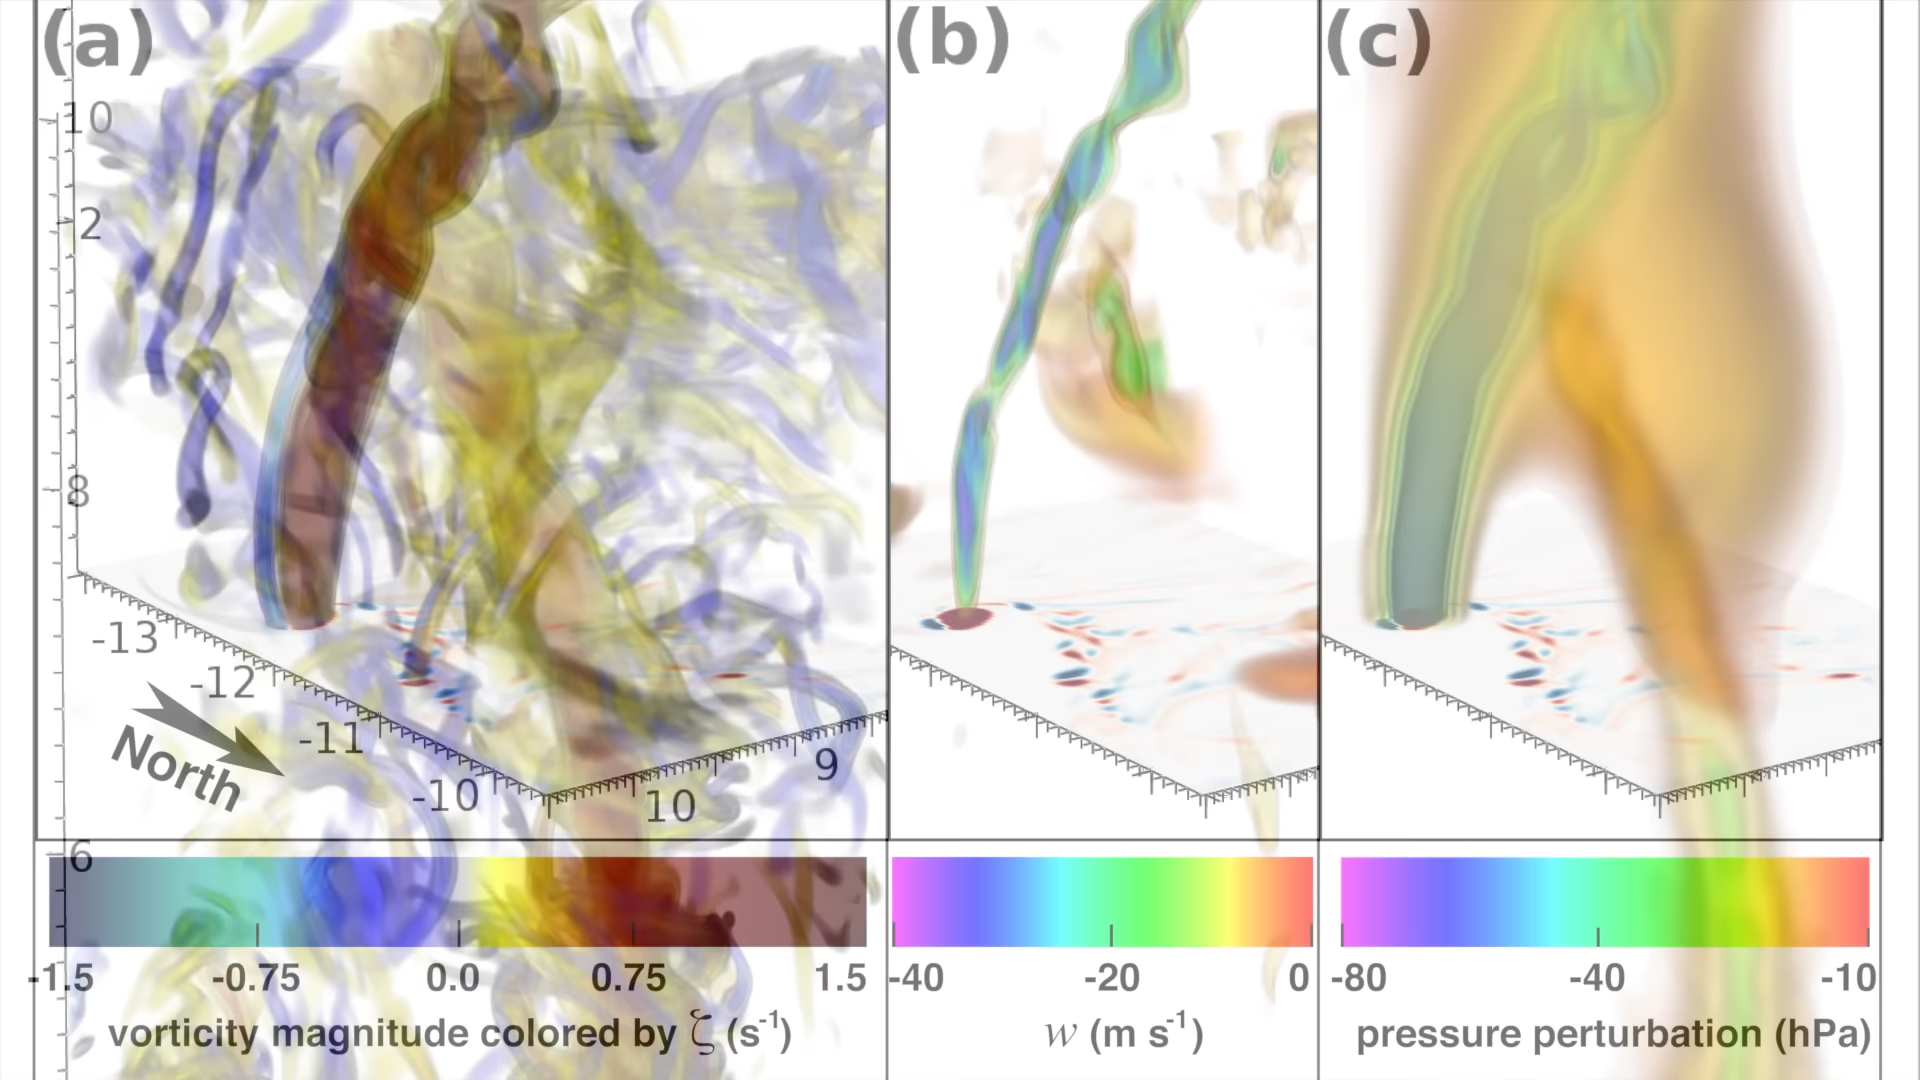 (a) (b) (c)
10
2
8
-13
-12
-11
-10
North
10
9
6
-1.5 -0.75 0.0 0.75 1.5
vorticity magnitude colored by ζ (s-1)
-40 -20 0
w (m s-1)
-80 -40 -10
pressure perturbation (hPa)